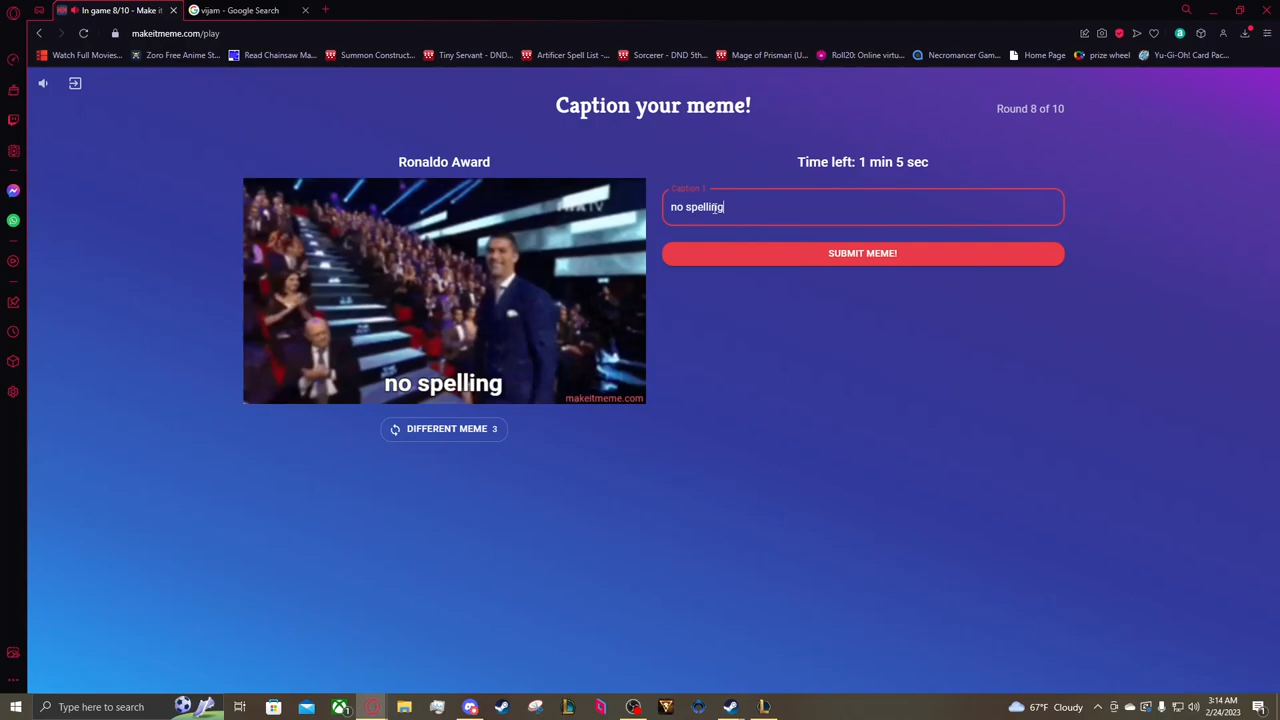 In game 8/10 - Make it
vijam - Google Search
makeitmeme.com/play
Watch Full Movies...
Zoro Free Anime St...
Read Chainsaw Ma...
Summon Construct...
Tiny Servant - DND...
Artificer Spell List -...
Sorcerer - DND 5th...
Mage of Prismari (U...
Roll20: Online virtu...
Necromancer Gam...
Home Page
prize wheel
Yu-Gi-Oh! Card Pac...
Caption your meme!
Round 8 of 10
Ronaldo Award
Time left: 1 min 5 sec
Caption 1
no spelling
SUBMIT MEME!
no spelling
makeitmeme.com
DIFFERENT MEME 3
Type here to search
67°F Cloudy
3:14 AM
2/24/2023